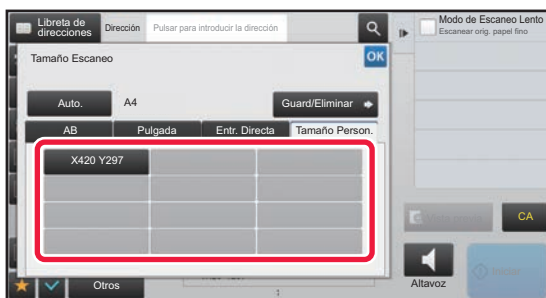 Libreta de direcciones
Dirección
Pulsar para introducir la dirección
Modo de Escaneo Lento
Escanear orig. papel fino
Tamaño Escaneo
OK
Auto.
A4
Guard/Eliminar
AB
Pulgada
Entr. Directa
Tamaño Person.
X420 Y297
CA
Otros
1
Altavoz